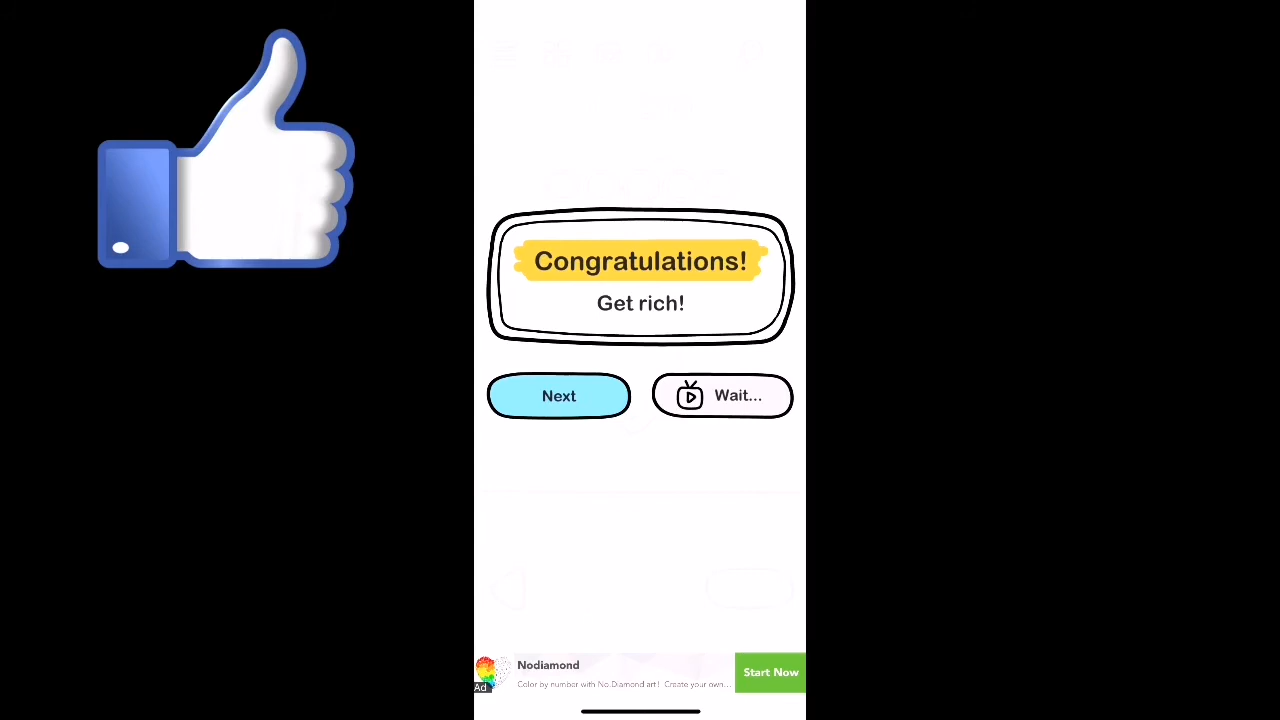 Congratulations!
Get rich!
Next
Wait...
Nodiamond
Color by number with No.Diamond art! Create your own...
Start Now
Ad